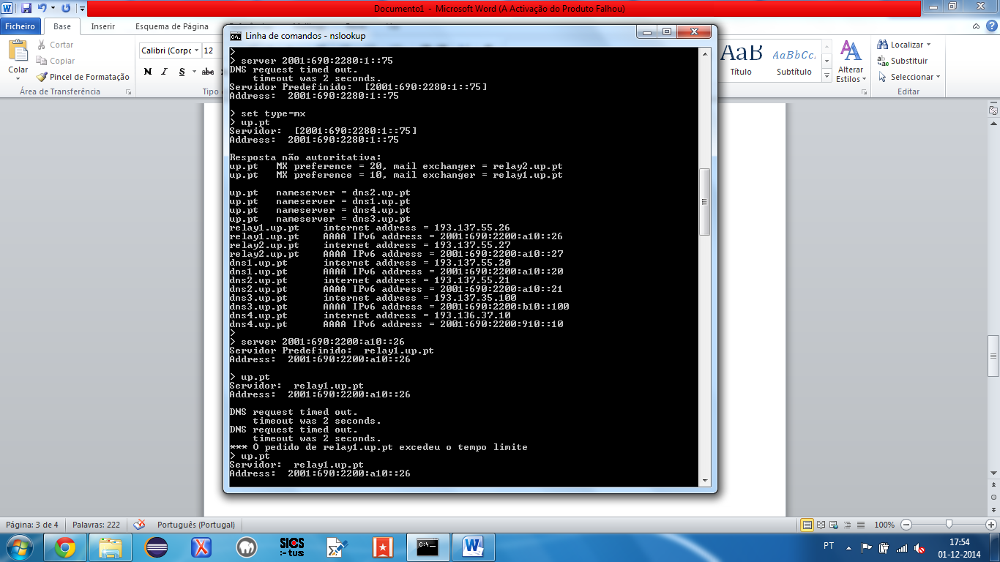 Documento1 - Microsoft Word (A Activação do Produto Falhou)
Ficheiro Base Inserir Esquema de Página
Colar
Cortar
Copiar
Pincel de Formatação
Área de Transferência
Calibri (Corpc 12
N I S abc
Tipo
AaB
Título
AaBbCc.
Subtítulo
Alterar
Estilos
Localizar
Substituir
Seleccionar
Editar
Linha de comandos - nslookup
>
> server 2001:690:2280:1::75
DNS request timed out.
    timeout was 2 seconds.
Servidor Predefinido:  [2001:690:2280:1::75]
Address:  2001:690:2280:1::75
> set type=mx
> up.pt
Servidor:  [2001:690:2280:1::75]
Address:  2001:690:2280:1::75
Resposta não autoritativa:
up.pt   MX preference = 20, mail exchanger = relay2.up.pt
up.pt   MX preference = 10, mail exchanger = relay1.up.pt
up.pt   nameserver = dns2.up.pt
up.pt   nameserver = dns1.up.pt
up.pt   nameserver = dns4.up.pt
up.pt   nameserver = dns3.up.pt
relay1.up.pt    internet address = 193.137.55.26
relay1.up.pt    AAAA IPv6 address = 2001:690:2200:a10::26
relay2.up.pt    internet address = 193.137.55.27
relay2.up.pt    AAAA IPv6 address = 2001:690:2200:a10::27
dns1.up.pt      internet address = 193.137.55.20
dns1.up.pt      AAAA IPv6 address = 2001:690:2200:a10::20
dns2.up.pt      internet address = 193.137.55.21
dns2.up.pt      AAAA IPv6 address = 2001:690:2200:a10::21
dns3.up.pt      internet address = 193.137.35.100
dns3.up.pt      AAAA IPv6 address = 2001:690:2200:b10::100
dns4.up.pt      internet address = 193.136.37.10
dns4.up.pt      AAAA IPv6 address = 2001:690:2200:910::10
>
> server 2001:690:2200:a10::26
Servidor Predefinido:  relay1.up.pt
Address:  2001:690:2200:a10::26
> up.pt
Servidor:  relay1.up.pt
Address:  2001:690:2200:a10::26
DNS request timed out.
    timeout was 2 seconds.
DNS request timed out.
    timeout was 2 seconds.
*** O pedido de relay1.up.pt excedeu o tempo limite
> up.pt
Servidor:  relay1.up.pt
Address:  2001:690:2200:a10::26
Página: 3 de 4 Palavras: 222 Português (Portugal) 100%
SICS
:-tus
PT
17:54
01-12-2014